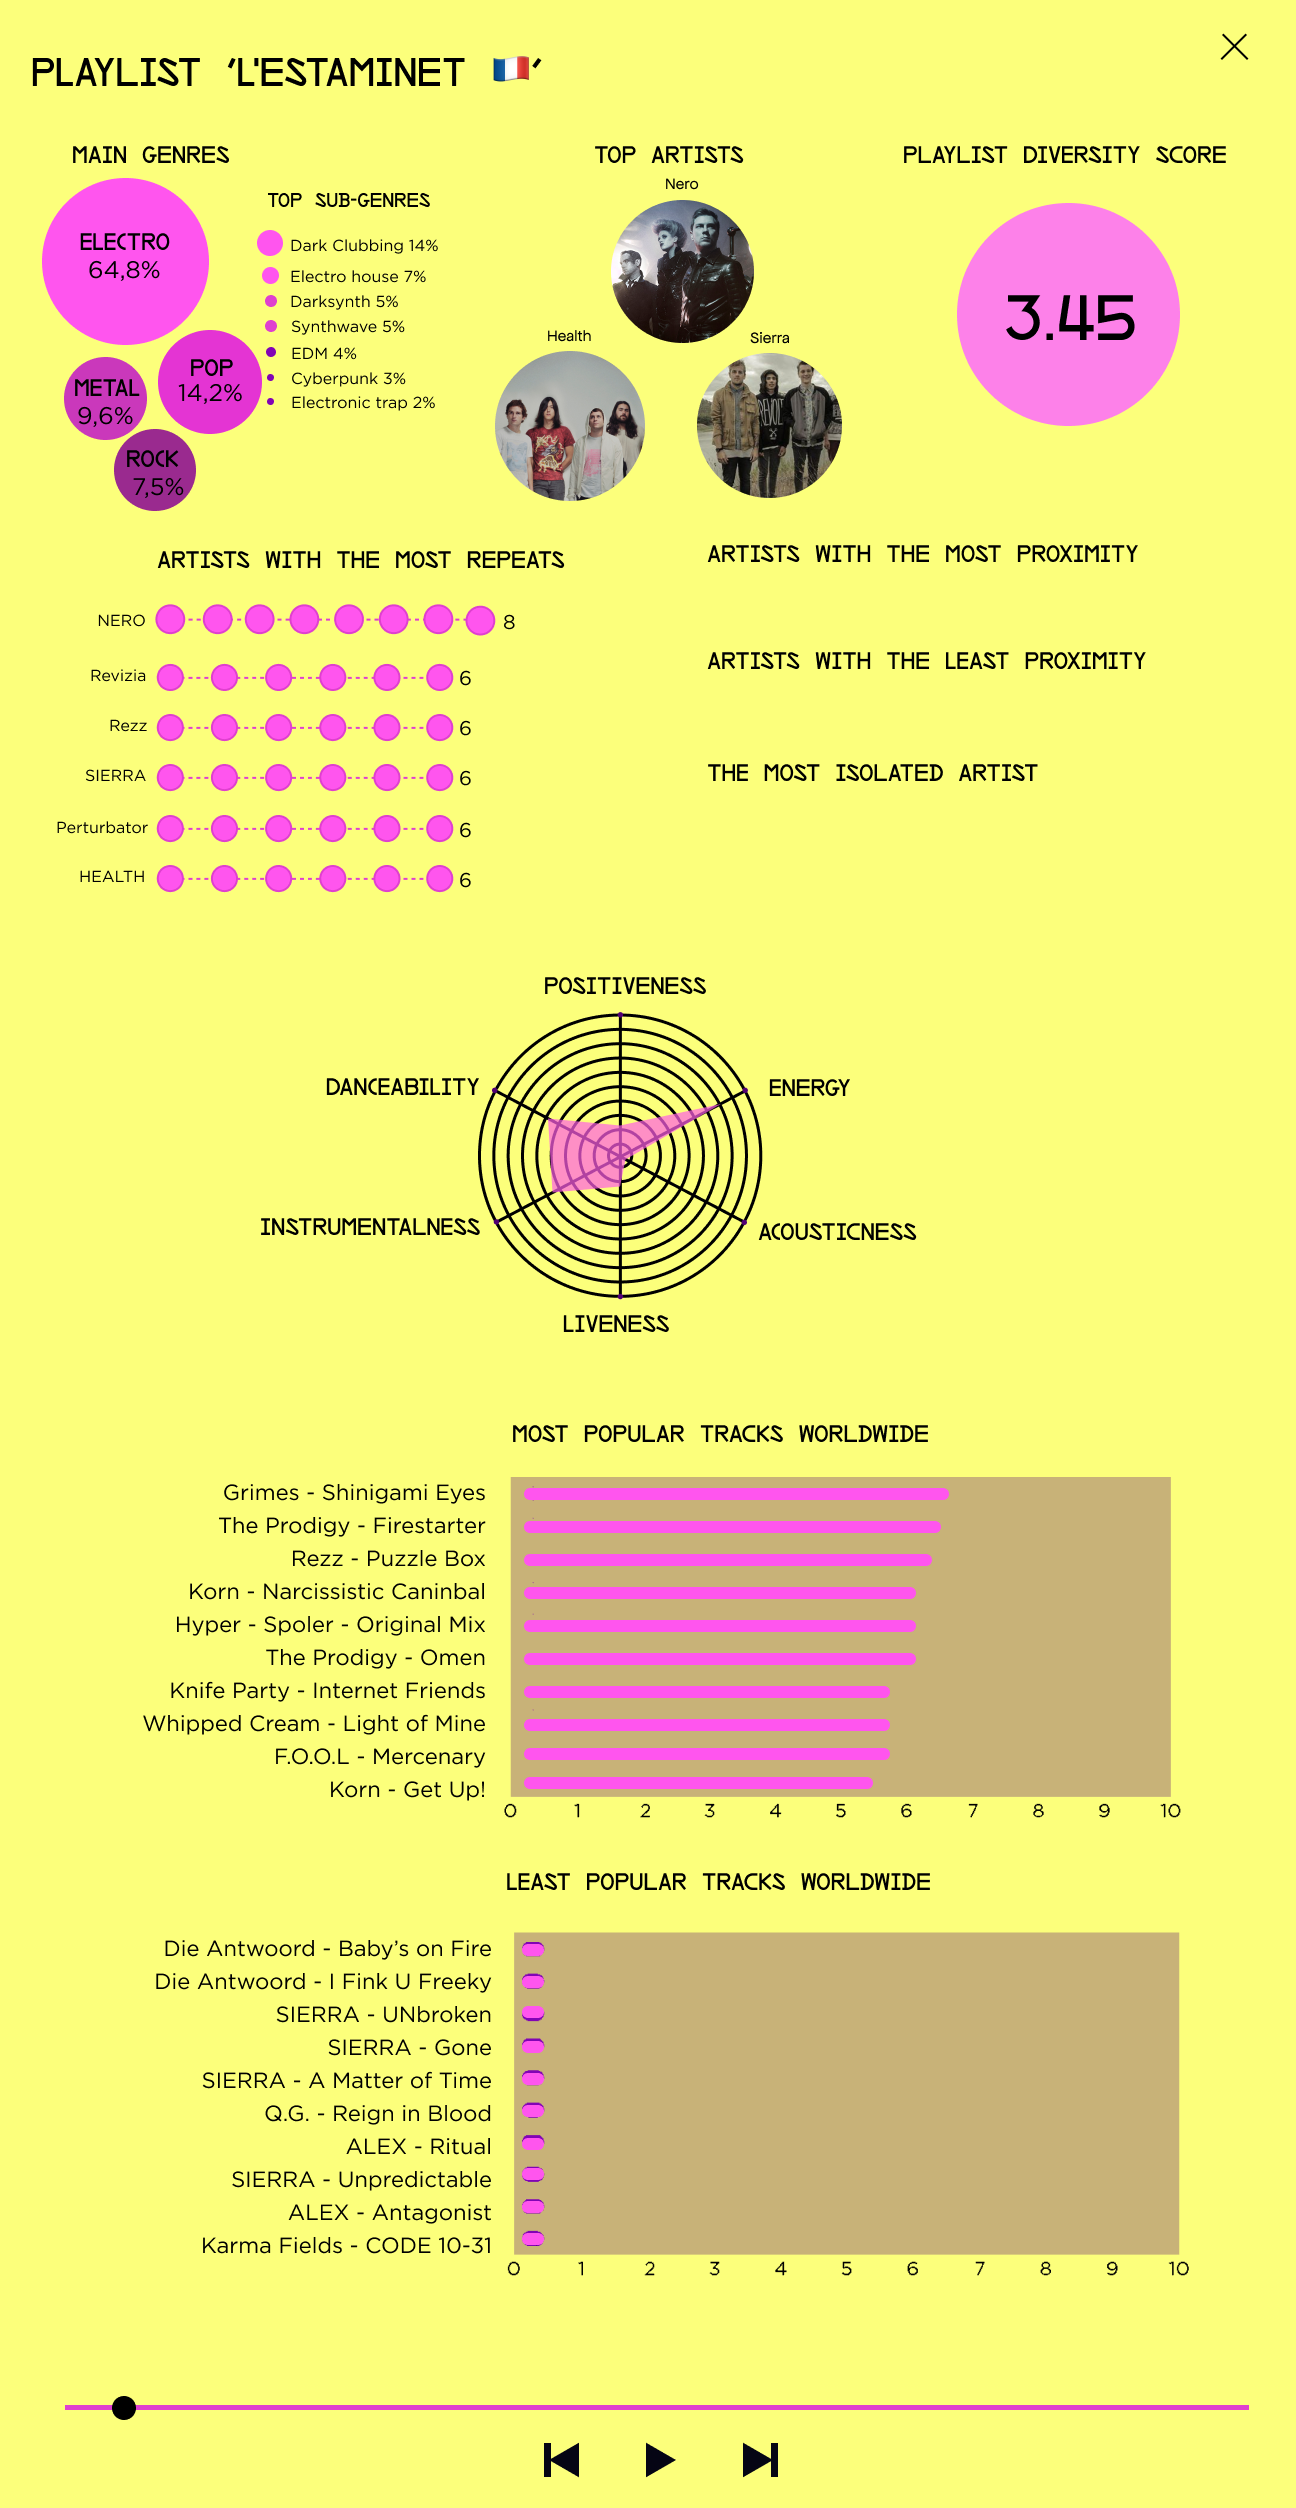 PLAYLIST ‘L'ESTAMINET 🇫🇷’
MAIN GENRES
ELECTRO
64,8%
POP
14,2%
METAL
9,6%
ROCK
7,5%
TOP SUB-GENRES
Dark Clubbing 14%
Electro house 7%
Darksynth 5%
Synthwave 5%
EDM 4%
Cyberpunk 3%
Electronic trap 2%
TOP ARTISTS
Nero
Health
Sierra
REVOLT
PLAYLIST DIVERSITY SCORE
3.45
ARTISTS WITH THE MOST REPEATS
NERO 8
Revizia 6
Rezz 6
SIERRA 6
Perturbator 6
HEALTH 6
ARTISTS WITH THE MOST PROXIMITY
ARTISTS WITH THE LEAST PROXIMITY
THE MOST ISOLATED ARTIST
POSITIVENESS
DANCEABILITY
ENERGY
INSTRUMENTALNESS
ACOUSTICNESS
LIVENESS
MOST POPULAR TRACKS WORLDWIDE
Grimes - Shinigami Eyes
The Prodigy - Firestarter
Rezz - Puzzle Box
Korn - Narcissistic Caninbal
Hyper - Spoler - Original Mix
The Prodigy - Omen
Knife Party - Internet Friends
Whipped Cream - Light of Mine
F.O.O.L - Mercenary
Korn - Get Up!
0 1 2 3 4 5 6 7 8 9 10
LEAST POPULAR TRACKS WORLDWIDE
Die Antwoord - Baby’s on Fire
Die Antwoord - I Fink U Freeky
SIERRA - UNbroken
SIERRA - Gone
SIERRA - A Matter of Time
Q.G. - Reign in Blood
ALEX - Ritual
SIERRA - Unpredictable
ALEX - Antagonist
Karma Fields - CODE 10-31
0 1 2 3 4 5 6 7 8 9 10